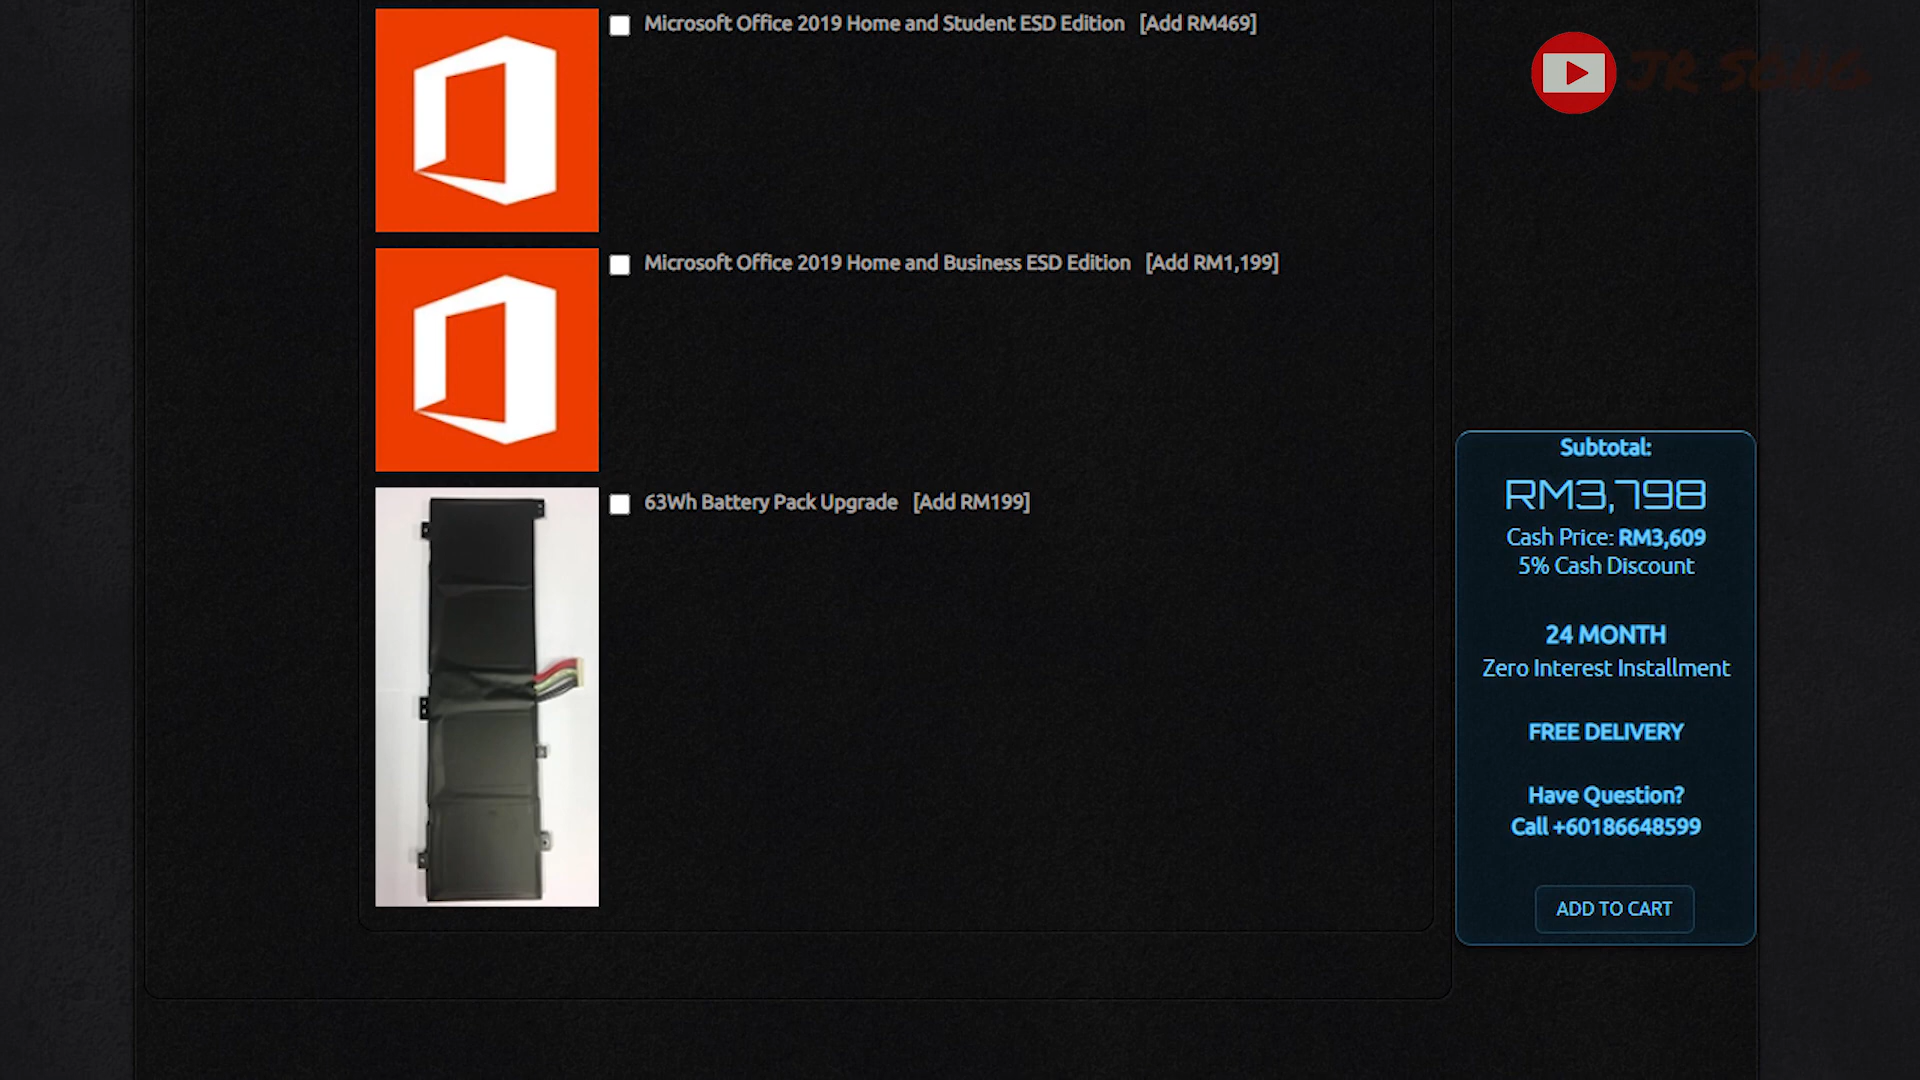 Microsoft Office 2019 Home and Student ESD Edition [Add RM469]
JR SONG
Microsoft Office 2019 Home and Business ESD Edition [Add RM1,199]
63Wh Battery Pack Upgrade [Add RM199]
Subtotal:
RM3,798
Cash Price: RM3,609
5% Cash Discount
24 MONTH
Zero Interest Installment
FREE DELIVERY
Have Question?
Call +60186648599
ADD TO CART